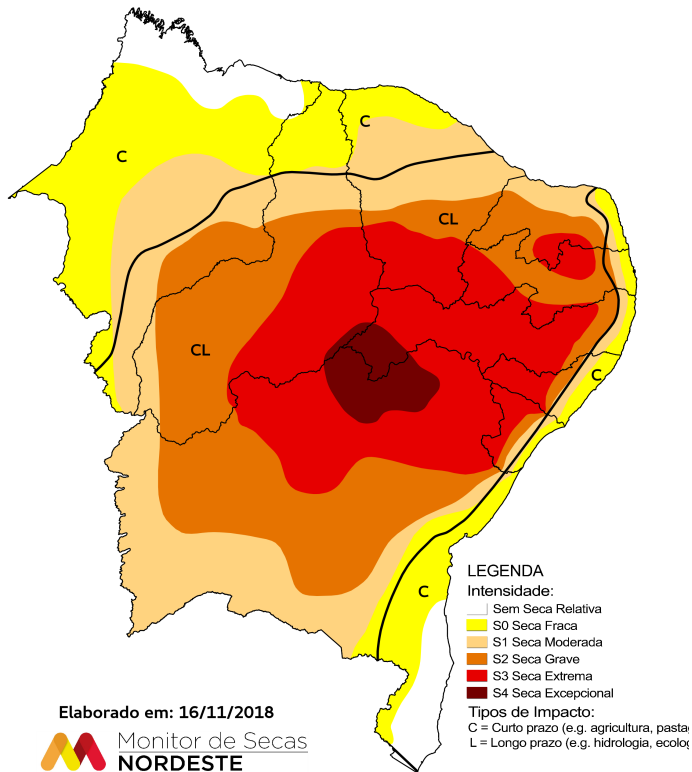 C
C
CL
CL
C
C
LEGENDA
Intensidade:
Sem Seca Relativa
S0 Seca Fraca
S1 Seca Moderada
S2 Seca Grave
S3 Seca Extrema
S4 Seca Excepcional
Tipos de Impacto:
C = Curto prazo (e.g. agricultura, pasta
L = Longo prazo (e.g. hidrologia, ecolo
Elaborado em: 16/11/2018
Monitor de Secas
NORDESTE